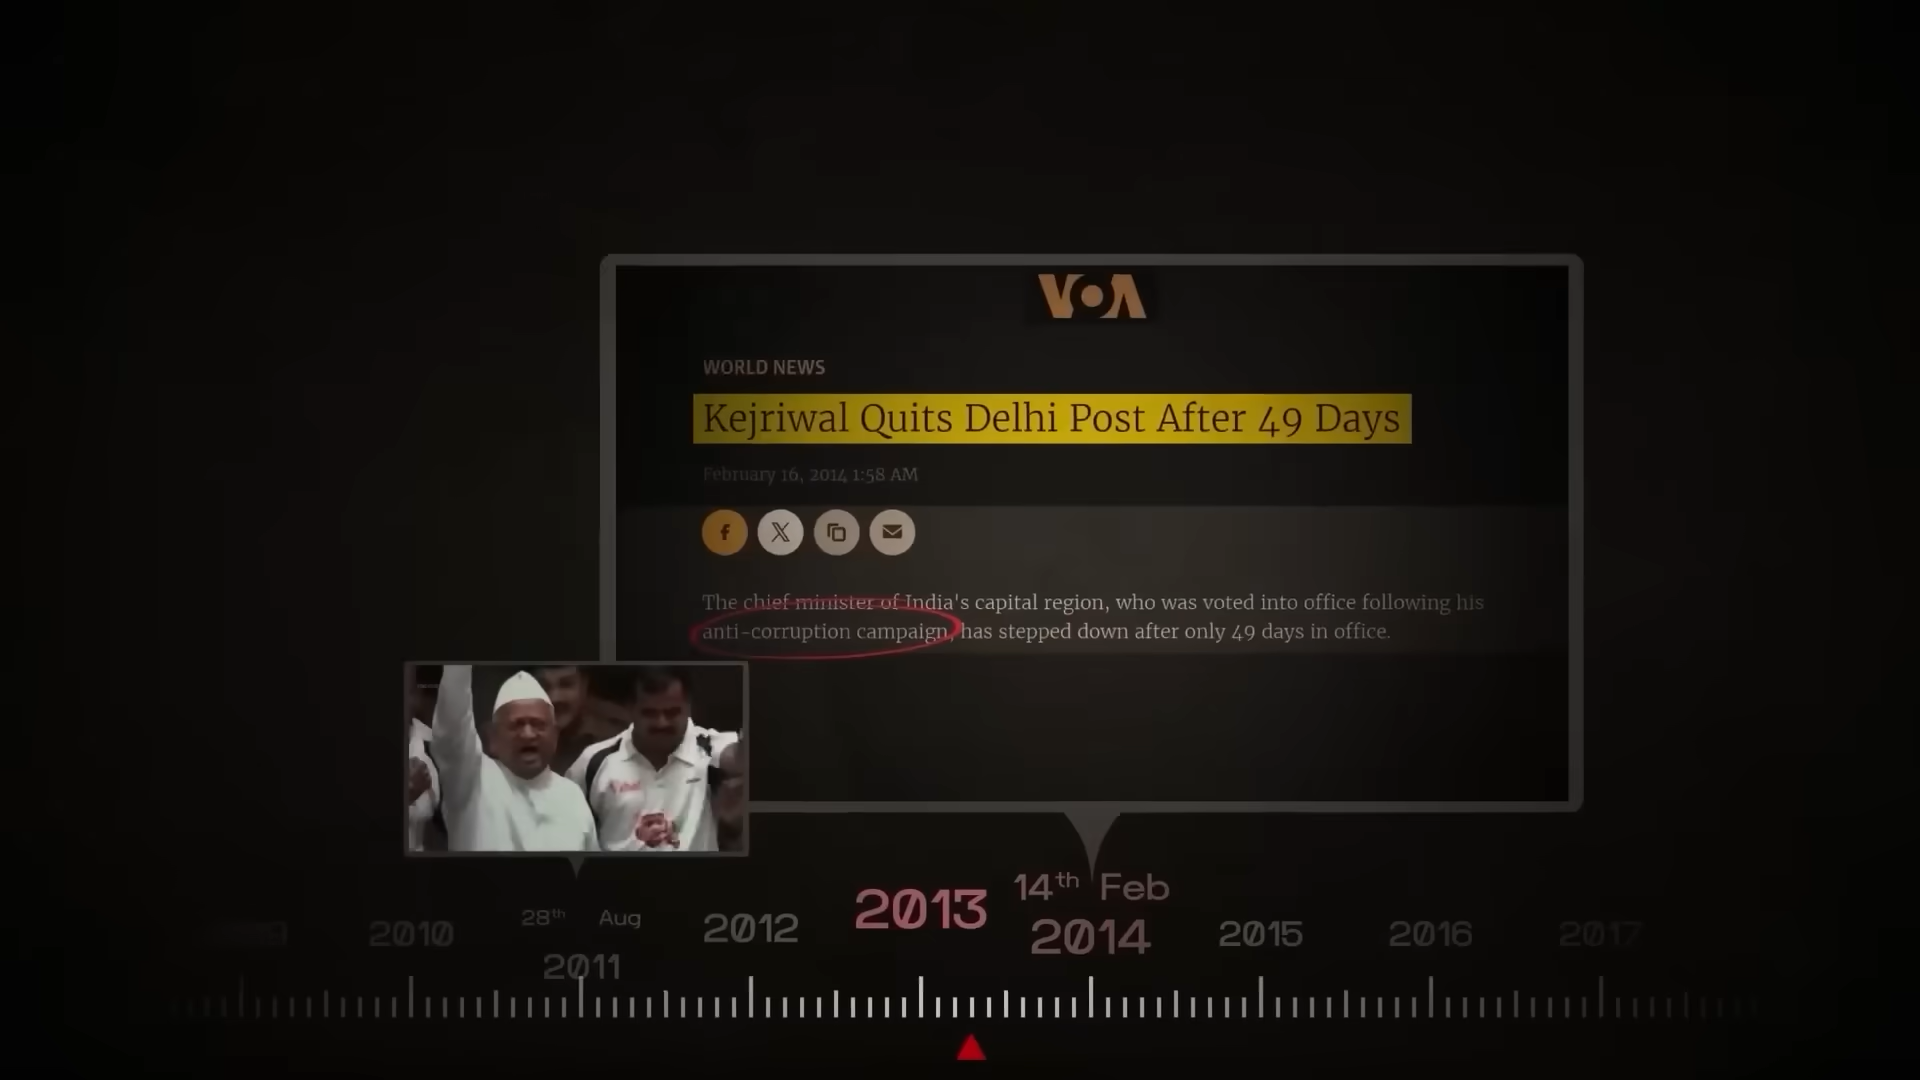 VOA
WORLD NEWS
Kejriwal Quits Delhi Post After 49 Days
February 16, 2014 1:58 AM
The chief minister of India's capital region, who was voted into office following his
anti-corruption campaign, has stepped down after only 49 days in office.
2010
28th Aug
2011
2012
2013
14th Feb
2014
2015
2016
2017